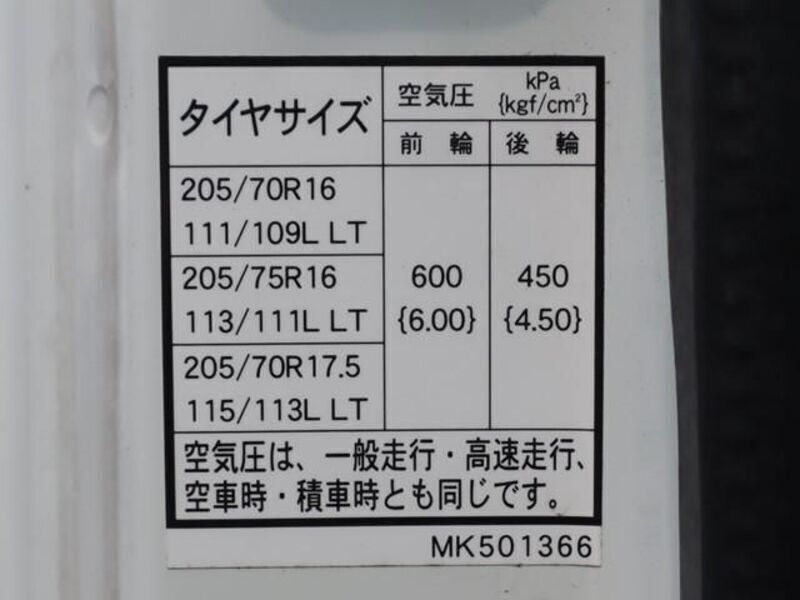 タイヤサイズ
空気圧 kPa
{kgf/cm²}
前輪 後輪
205/70R16
111/109L LT
205/75R16
113/111L LT
600 450
{6.00} {4.50}
205/70R17.5
115/113L LT
空気圧は、一般走行・高速走行、
空車時・積車時とも同じです。
MK501366